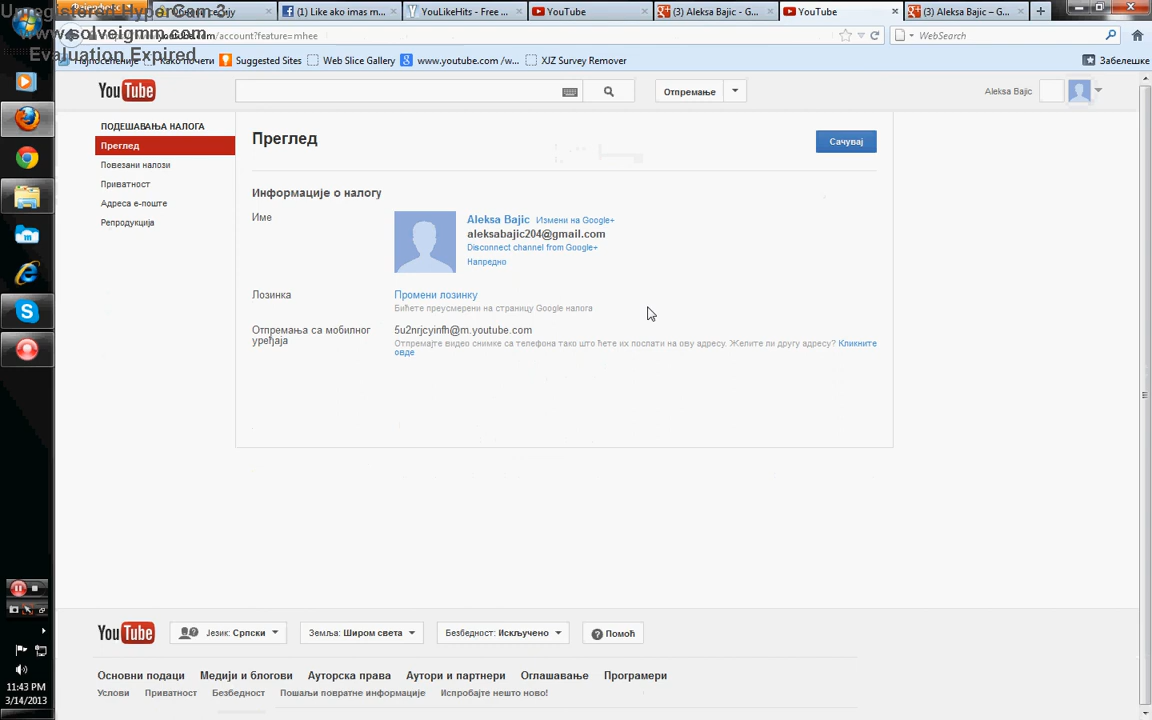 Unregistered HyperCam 3
www.solveigmm.com
Evaluation Expired
(1) Like ako imas m...
YouLikeHits - Free ...
YouTube
(3) Aleksa Bajic - G...
YouTube
(3) Aleksa Bajic – G...
youtube.com/account?feature=mhee
WebSearch
Најпосећеније
Како почети
Suggested Sites
Web Slice Gallery
www.youtube.com /w...
XJZ Survey Remover
Забелешке
YouTube
Отпремање
Aleksa Bajic
ПОДЕШАВАЊА НАЛОГА
Преглед
Повезани налози
Приватност
Адреса е-поште
Репродукција
Преглед
Сачувај
Информације о налогу
Име
Aleksa Bajic Измени на Google+
aleksabajic204@gmail.com
Disconnect channel from Google+
Напредно
Лозинка
Промени лозинку
Бићете преусмерени на страницу Google налога
Отпремања са мобилног
уређаја
5u2nrjcyinfh@m.youtube.com
Отпремајте видео снимке са телефона тако што ћете их послати на ову адресу. Желите ли другу адресу? Кликните
овде
YouTube
Језик: Српски
Земља: Широм света
Безбедност: Искључено
Помоћ
Основни подаци
Медији и блогови
Ауторска права
Аутори и партнери
Оглашавање
Програмери
Услови
Приватност
Безбедност
Пошаљи повратне информације
Испробајте нешто ново!
11:43 PM
3/14/2013